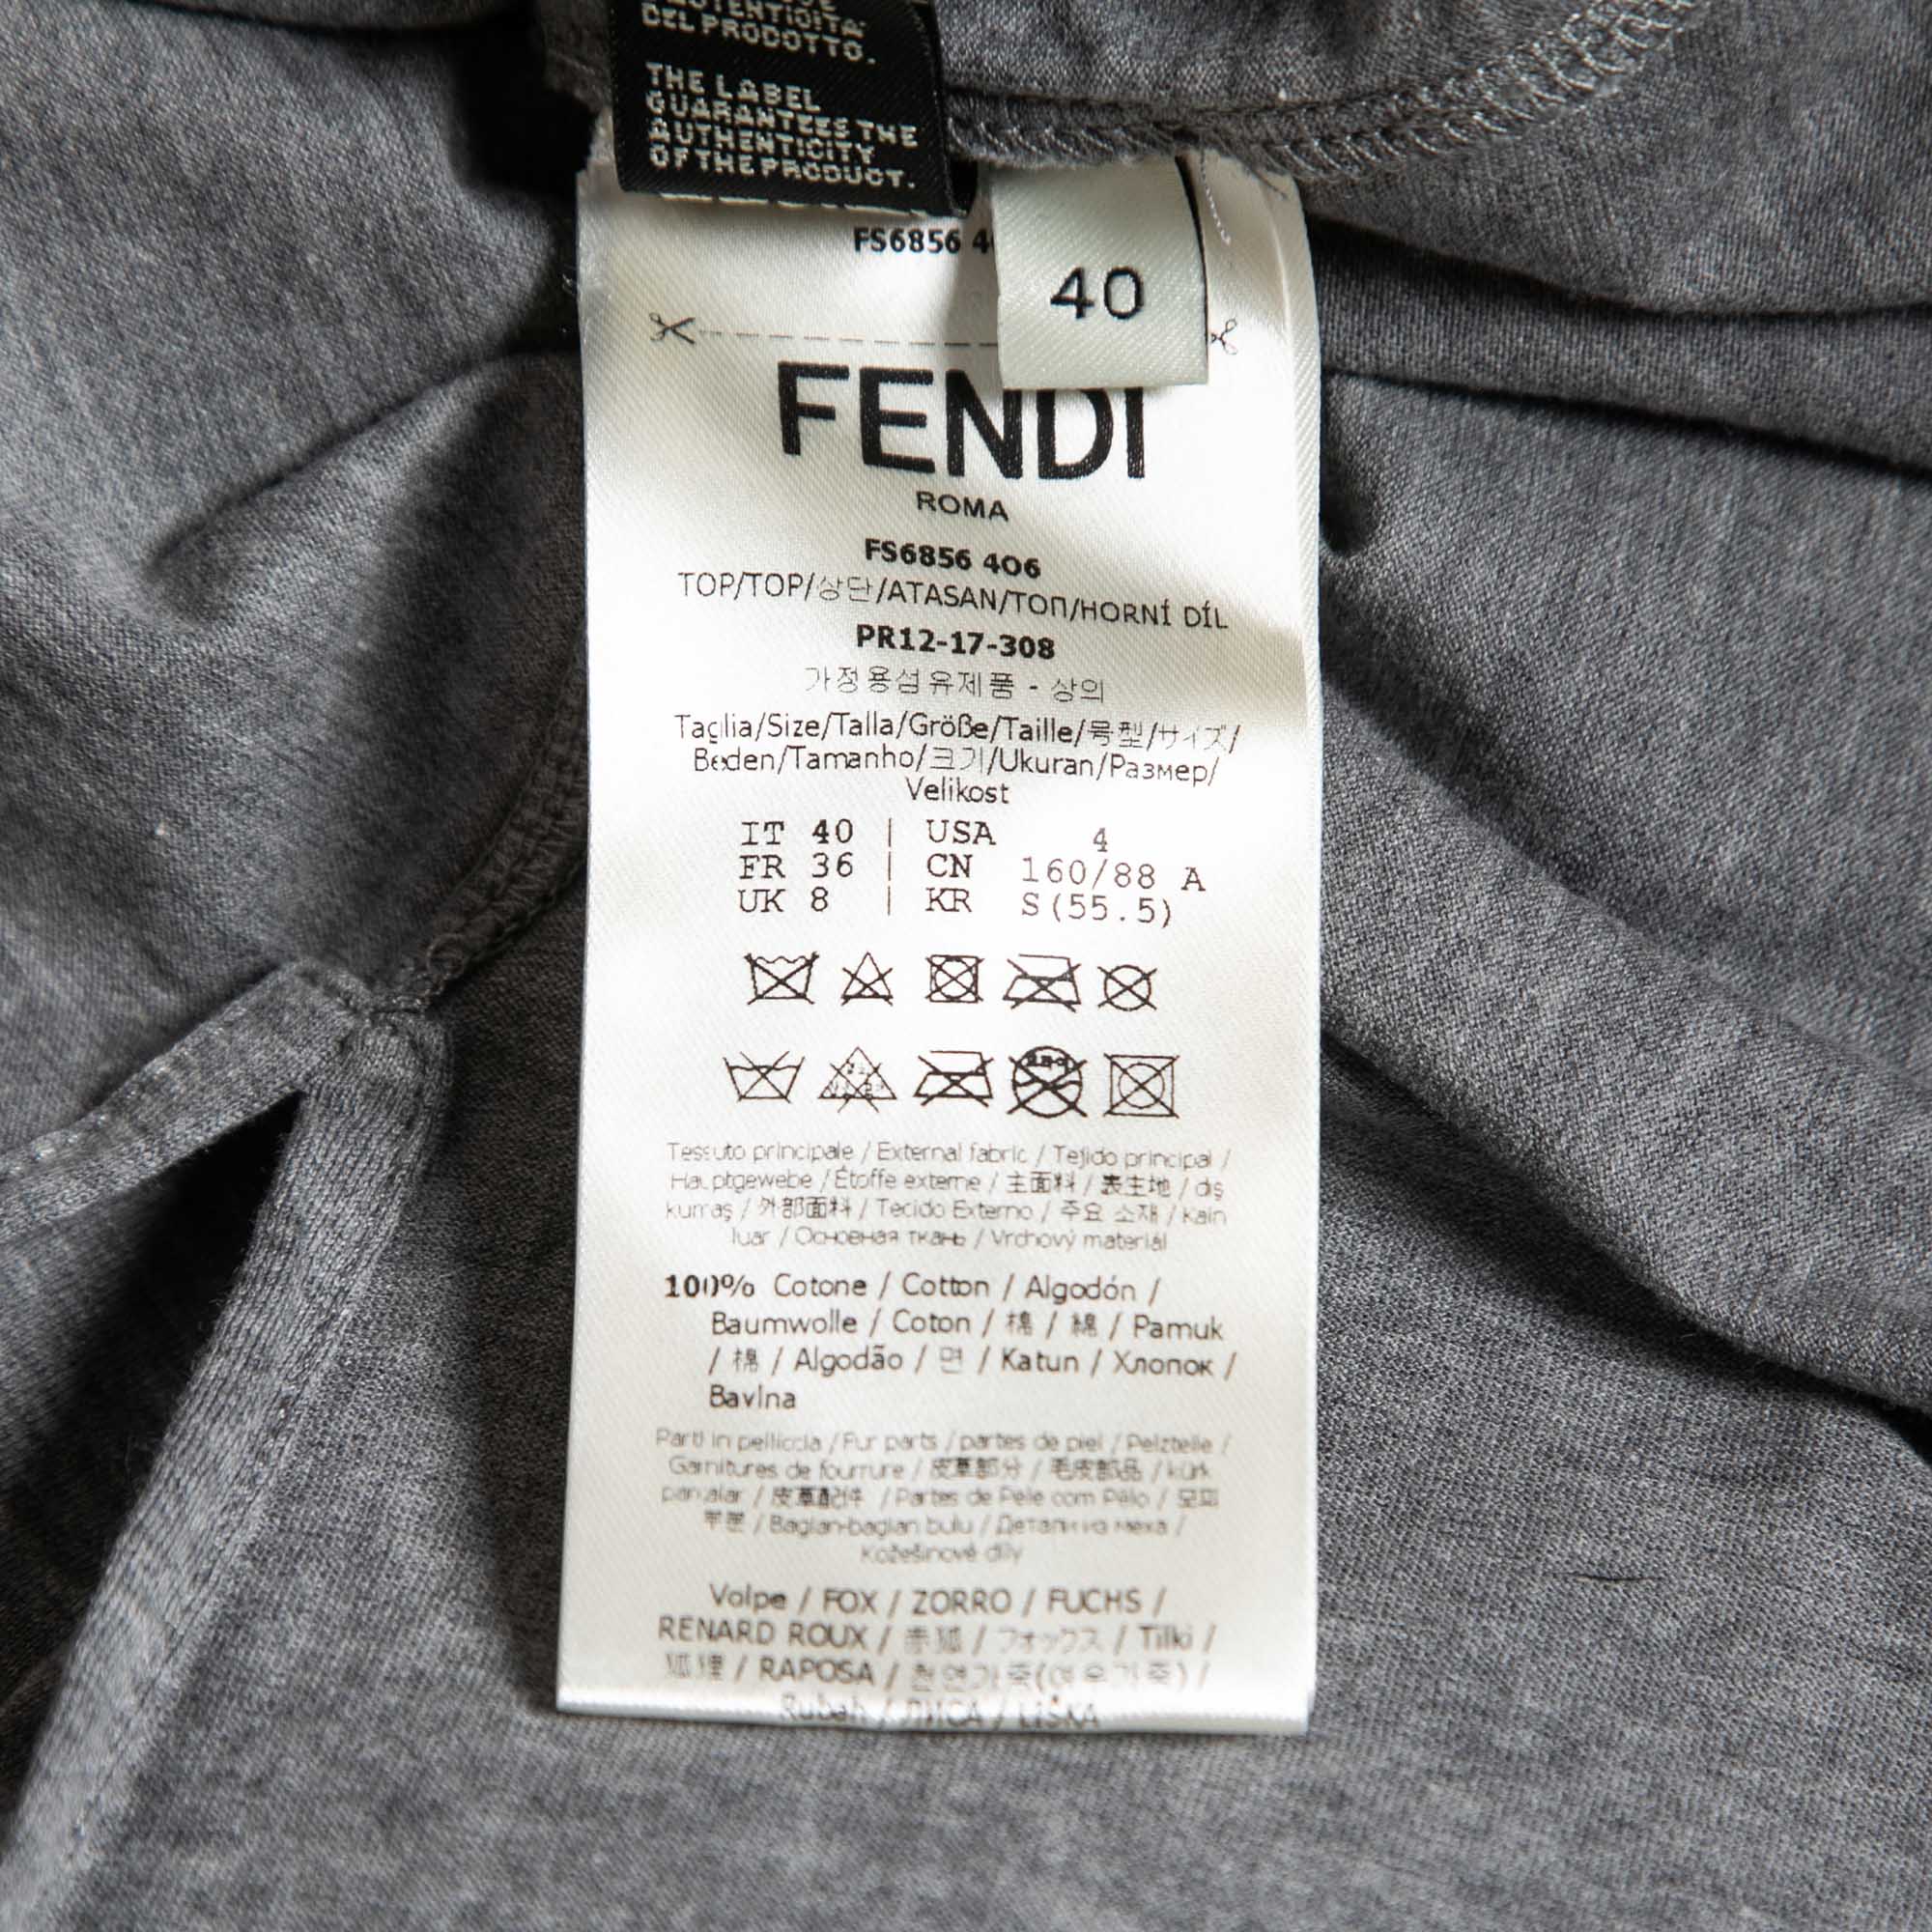 DEL PRODOTTO.
THE LABEL
GUARANTEES THE
AUTHENTICITY
OF THE PRODUCT.
FS6856
40
FENDI
ROMA
FS6856 406
TOP/TOP/상단/ATASAN/ТОП/HORNÍ DÍL
PR12-17-308
가정용섬유제품 - 상의
Taglia/Size/Talla/Größe/Taille/号型/サイズ/
Beden/Tamanho/크기/Ukuran/Размер/
Velikost
IT 40 | USA 4
FR 36 | CN 160/88 A
UK 8 | KR S(55.5)
Tessuto principale / External fabric / Tejido principal /
Hauptgewebe / Étoffe externe / 主面料 / 表生地 / dış
kumaş / 外部面料 / Tecido Externo / 주요 소재 / Kain
luar / Основная ткань / Vrchový materiál
100% Cotone / Cotton / Algodón /
Baumwolle / Coton / 棉 / 綿 / Pamuk
/ 棉 / Algodão / 면 / Katun / Хлопок /
Bavlna
Parti in pelliccia / Fur parts / partes de piel / Pelzteile /
Garnitures de fourrure / 皮革部分 / 毛皮部品 / kürk
parçalar / 皮革配件 / Partes de Pele com Pêlo / 모피
부분 / Bagian-bagian bulu / Детали из меха /
Kožešinové díly
Volpe / FOX / ZORRO / FUCHS /
RENARD ROUX / 赤狐 / フォックス / Tilki /
狐狸 / RAPOSA / 천연가죽(여우가죽) /
Rubah / ЛИСА / LIŠKA